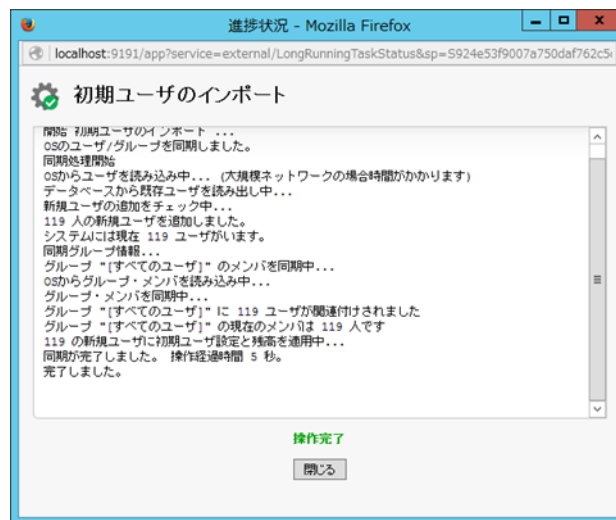 進捗状況 - Mozilla Firefox
localhost:9191/app?service=external/LongRunningTaskStatus&sp=S924e53f9007a750daf762c5
初期ユーザのインポート
開始 初期ユーザのインポート ...
OSのユーザ/グループを同期しました。
同期処理開始
OSからユーザを読み込み中... (大規模ネットワークの場合時間がかかります)
データベースから既存ユーザを読み出し中...
新規ユーザの追加をチェック中...
119 人の新規ユーザを追加しました。
システムには現在 119 ユーザがいます。
同期グループ情報...
グループ "[すべてのユーザ]" のメンバを同期中...
OSからグループ・メンバを読み込み中...
グループ・メンバを同期中...
グループ "[すべてのユーザ]" に 119 ユーザが関連付けされました
グループ "[すべてのユーザ]" の現在のメンバは 119 人です
119 の新規ユーザに初期ユーザ設定と残高を適用中...
同期が完了しました。 操作経過時間 5 秒。
完了しました。
操作完了
閉じる